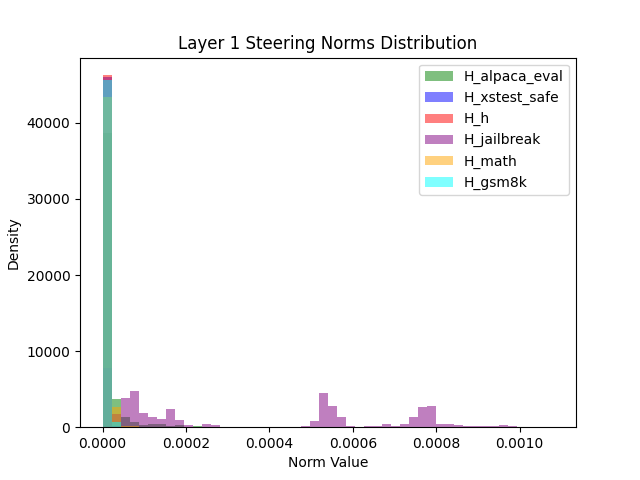 Layer 1 Steering Norms Distribution
H_alpaca_eval
H_xstest_safe
H_h
H_jailbreak
H_math
H_gsm8k
Density
40000
30000
20000
10000
0
0.0000 0.0002 0.0004 0.0006 0.0008 0.0010
Norm Value